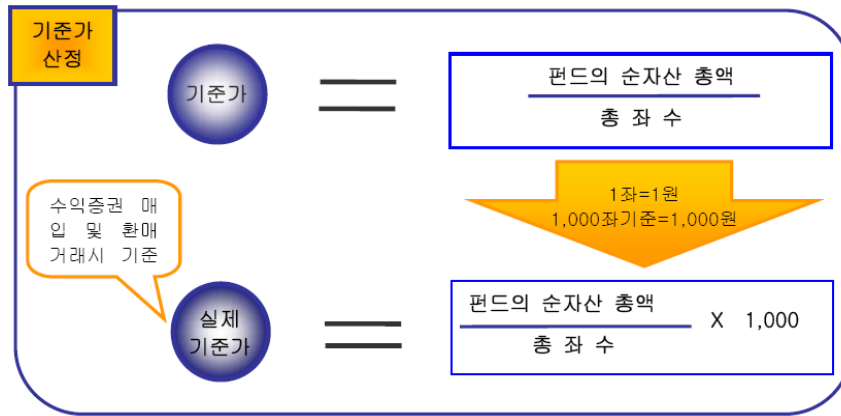 기준가
산정
기준가
펀드의 순자산 총액
총 좌 수
1좌=1원
1,000좌기준=1,000원
수익증권 매
입 및 환매
거래시 기준
실제
기준가
펀드의 순자산 총액
총 좌 수
X 1,000